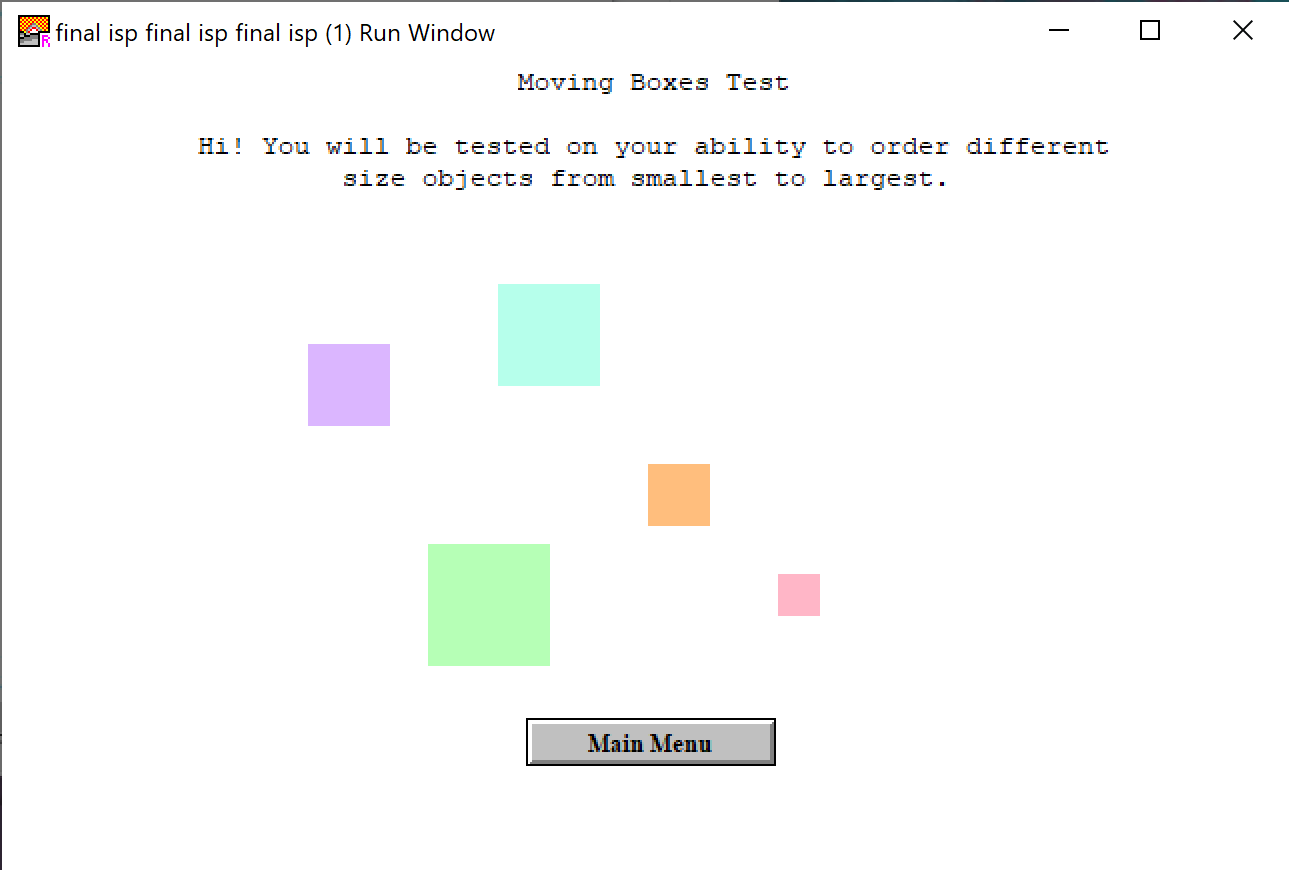 final isp final isp final isp (1) Run Window
Moving Boxes Test
Hi! You will be tested on your ability to order different
size objects from smallest to largest.
Main Menu